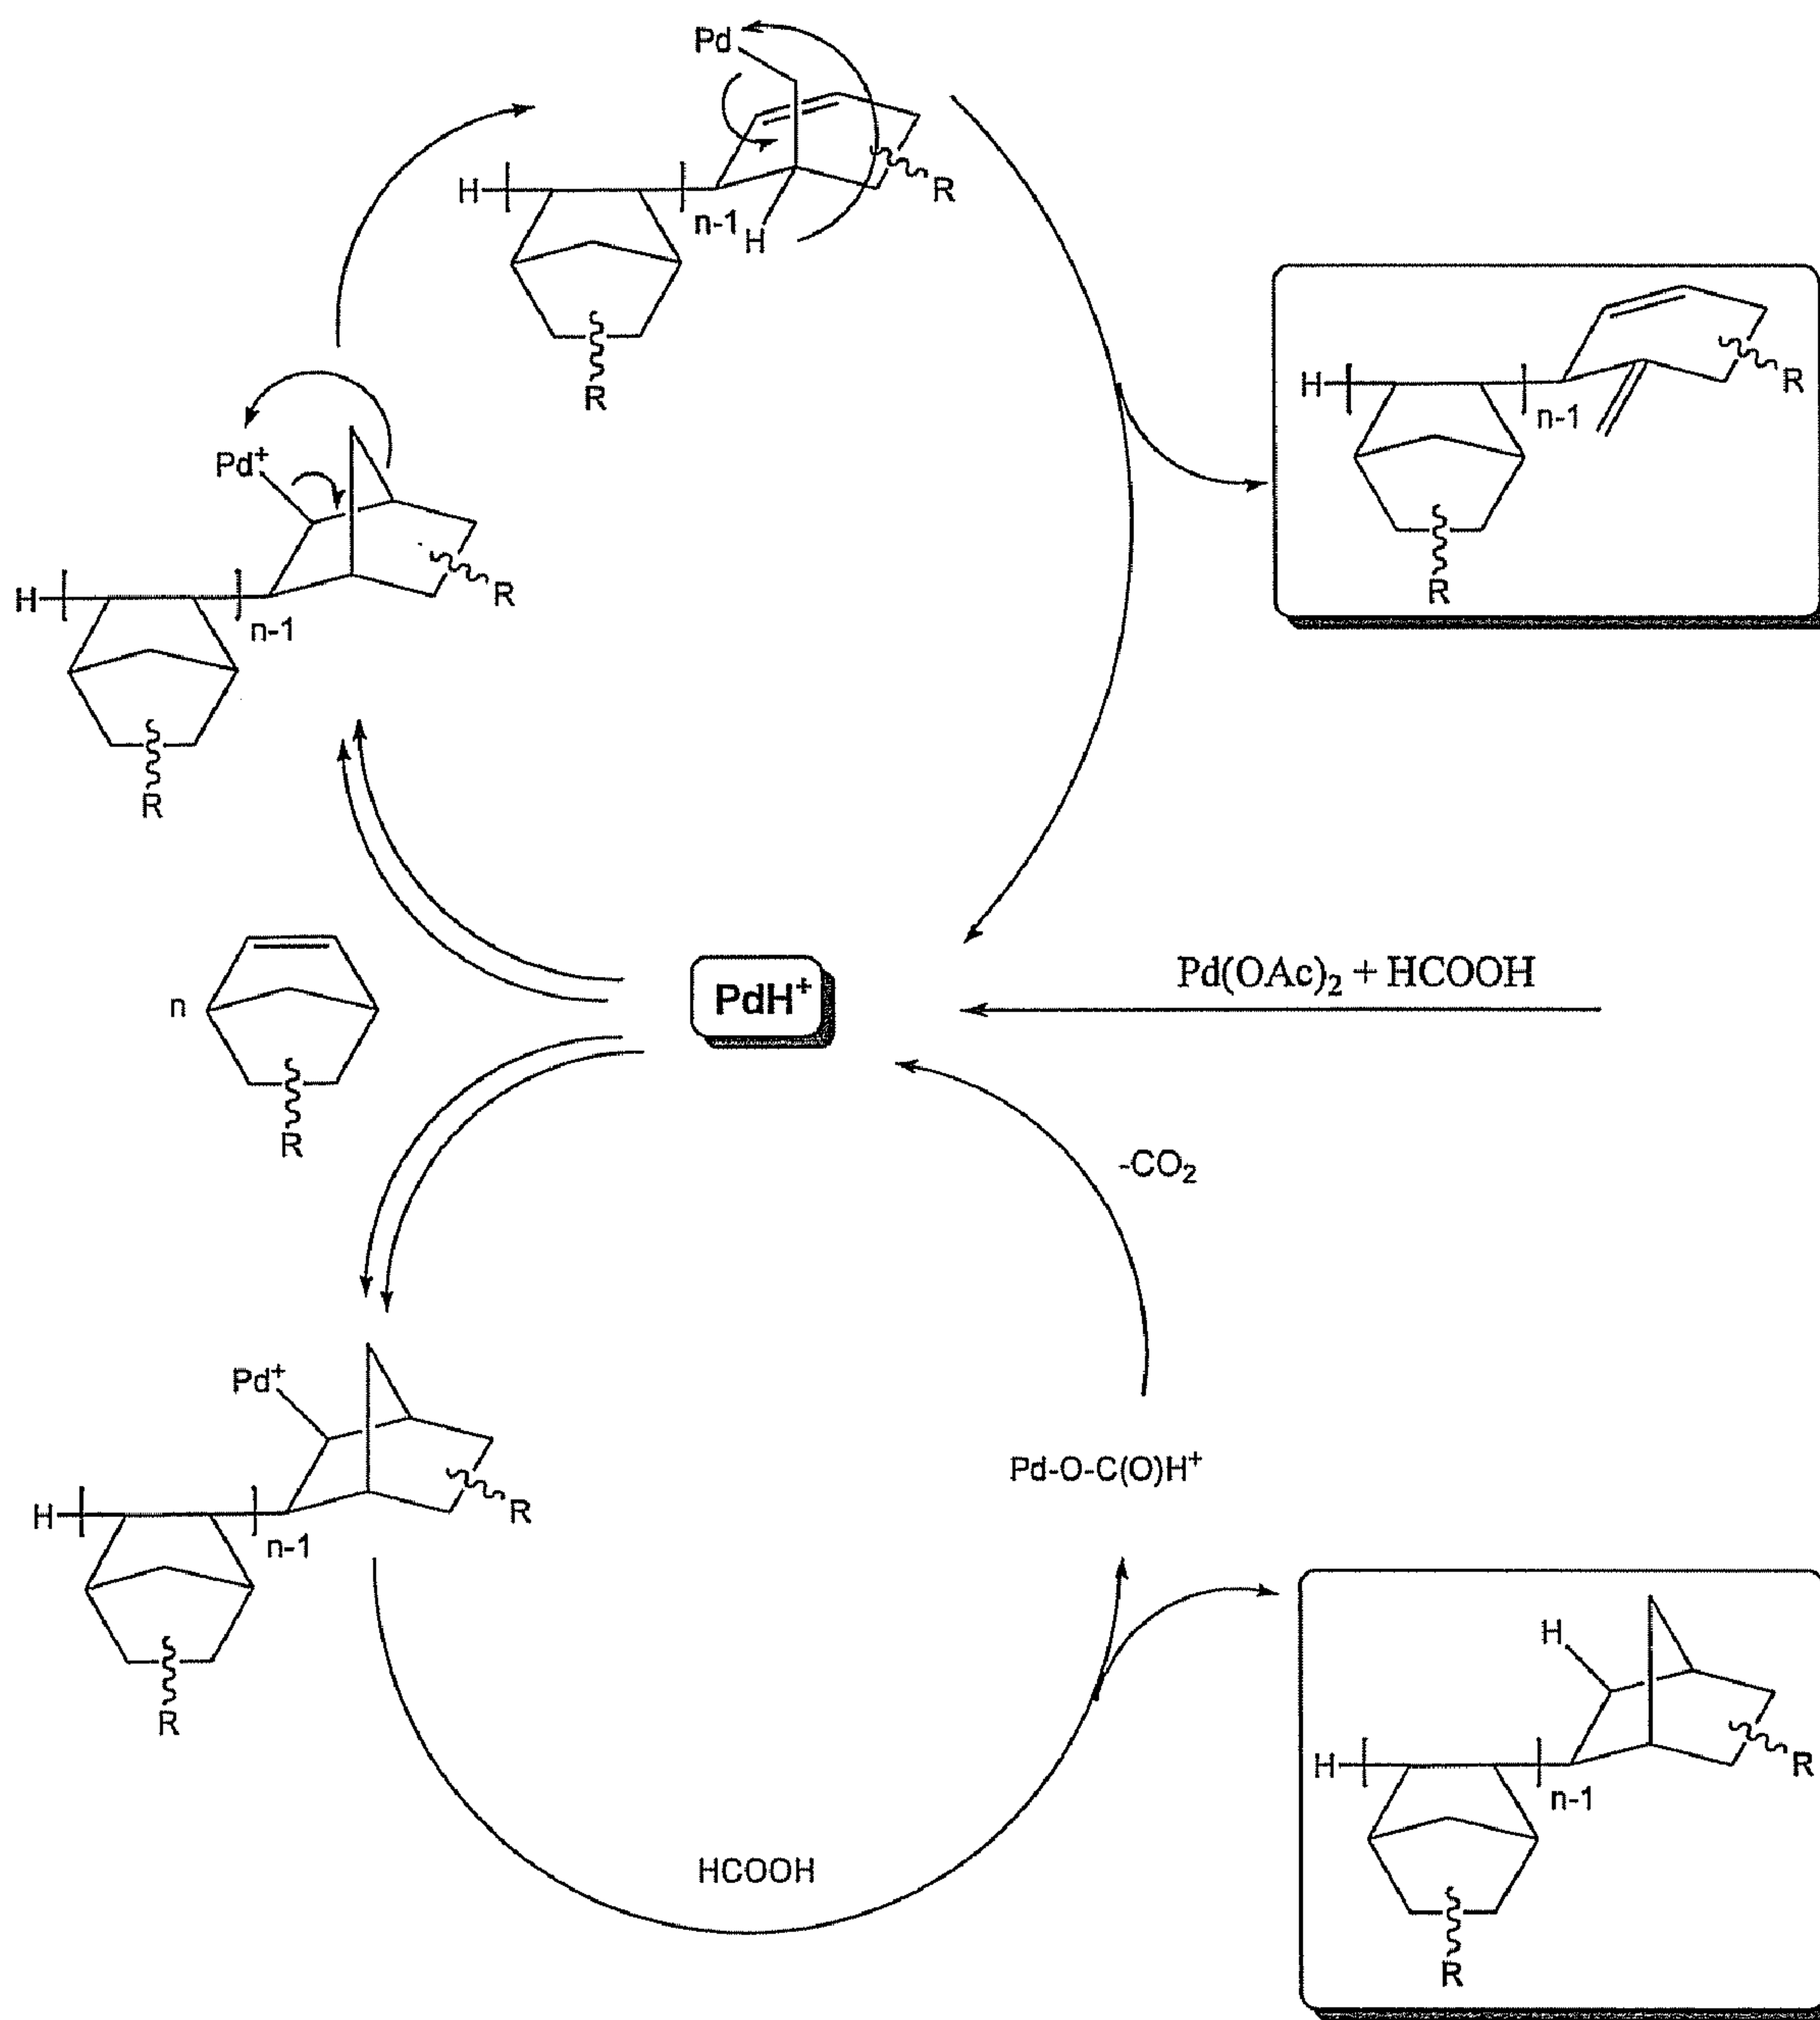 Pd
H
n-1
H
R
R
Pd⁺
H
n-1
R
R
H
n-1
R
R
n
R
PdH⁺
Pd(OAc)₂ + HCOOH
-CO₂
Pd⁺
H
n-1
R
R
Pd-O-C(O)H⁺
HCOOH
H
H
n-1
R
R